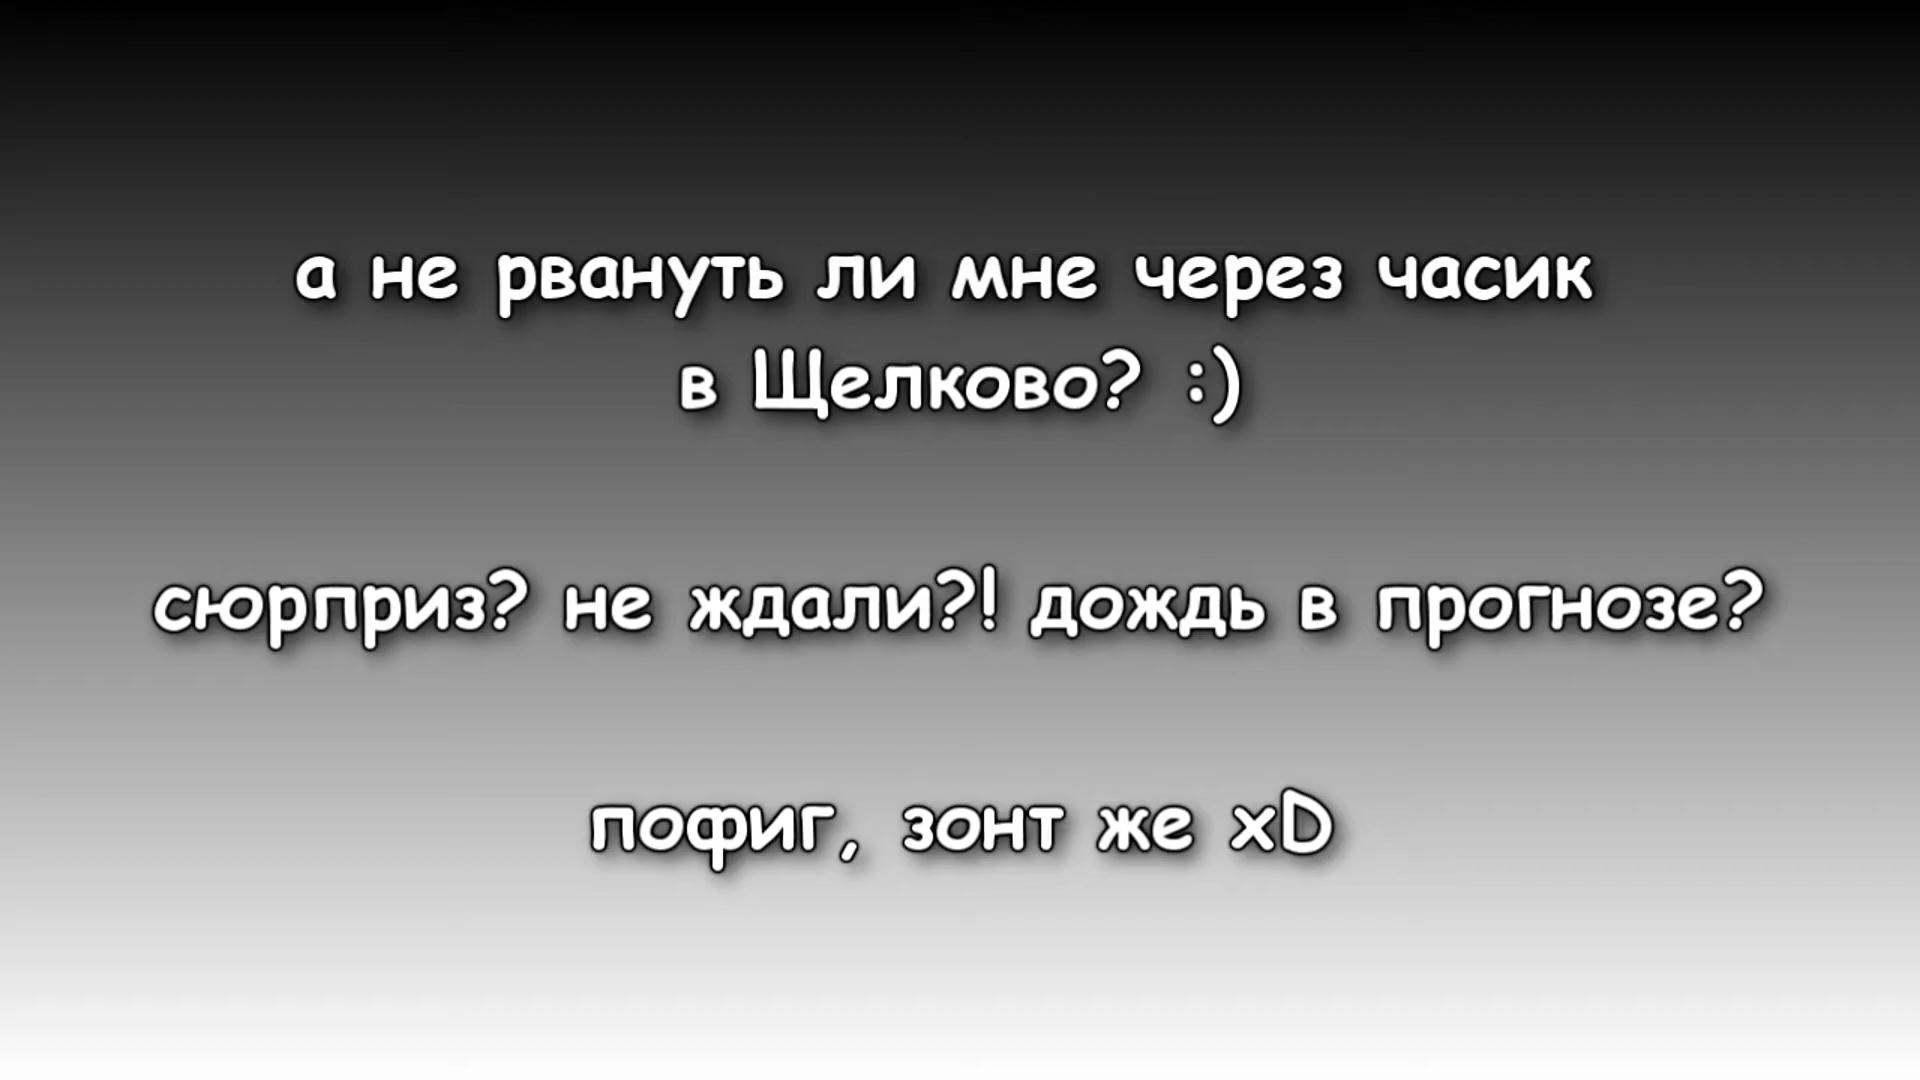 а не рвануть ли мне через часик
в Щелково? :)
сюрприз? не ждали?! дождь в прогнозе?
пофиг, зонт же xD